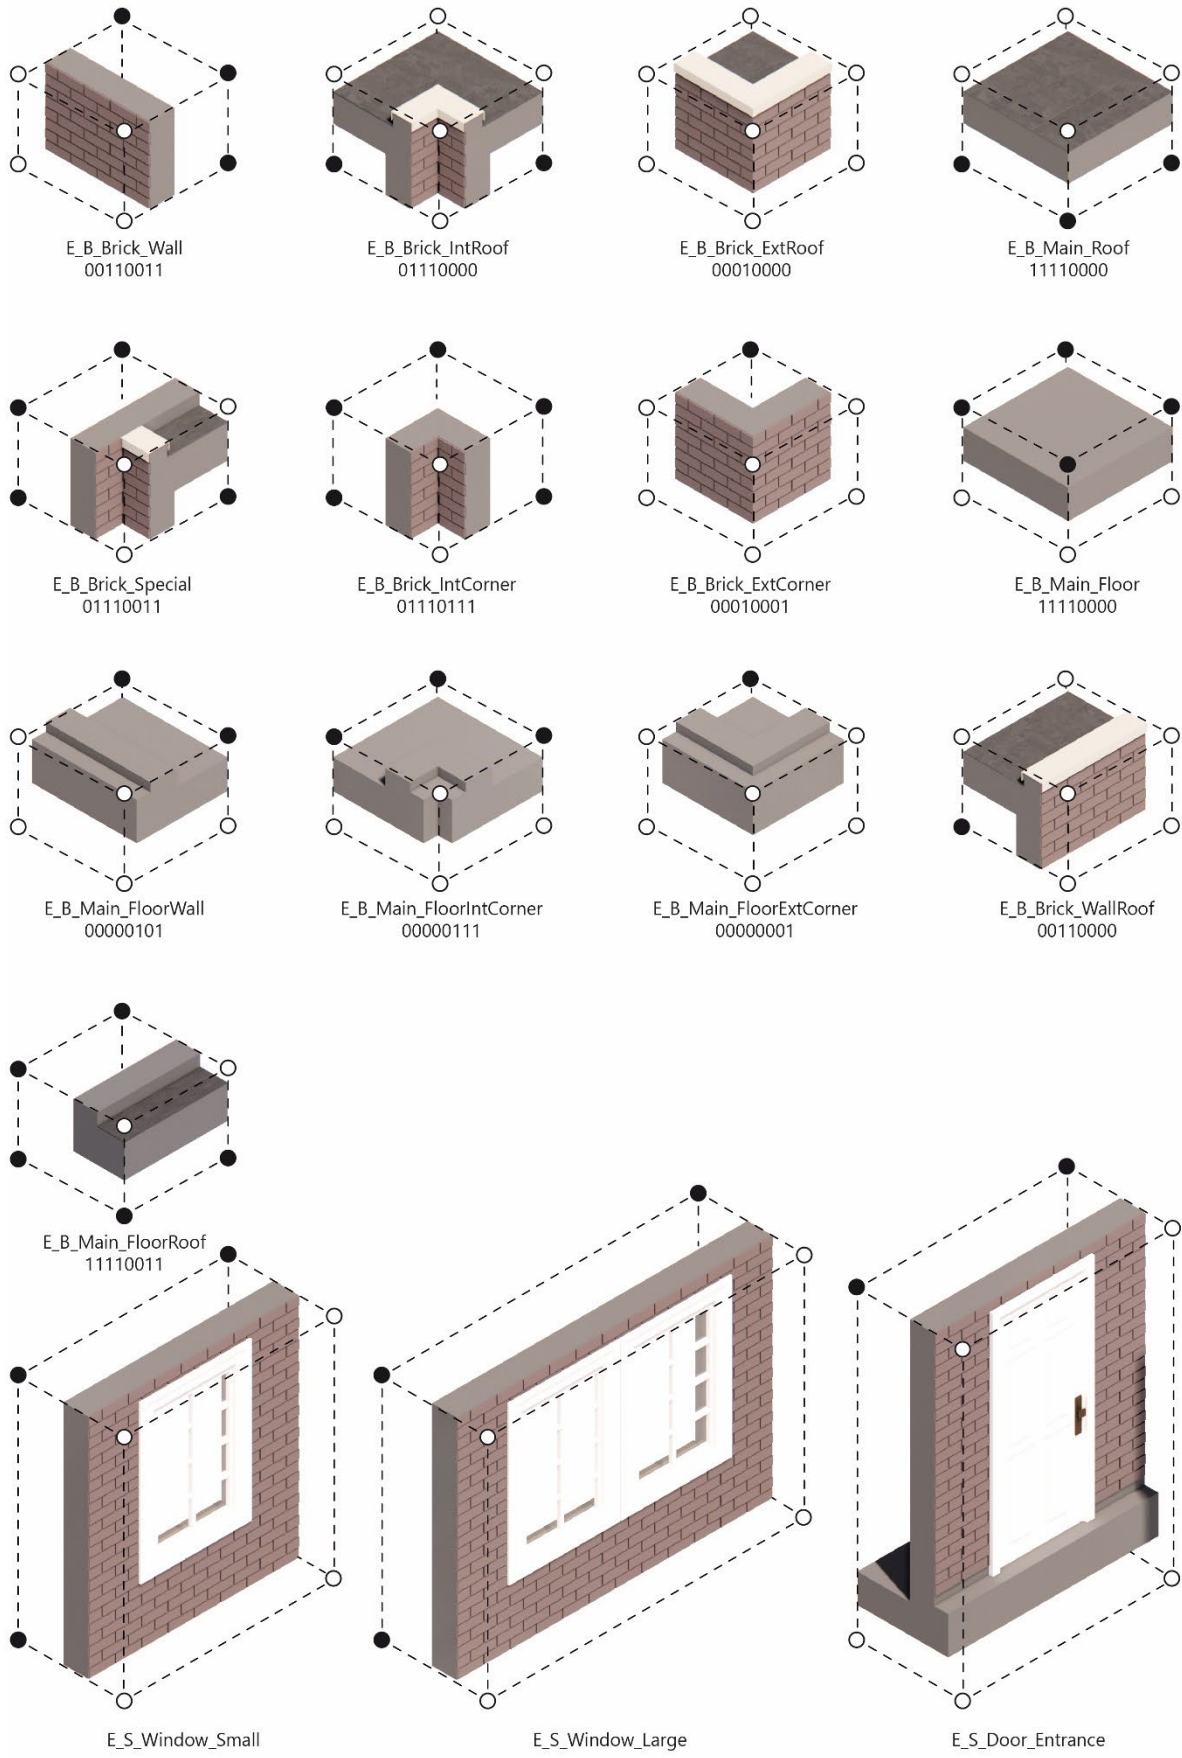 E_B_Brick_Wall
00110011
E_B_Brick_IntRoof
01110000
E_B_Brick_ExtRoof
00010000
E_B_Main_Roof
11110000
E_B_Brick_Special
01110011
E_B_Brick_IntCorner
01110111
E_B_Brick_ExtCorner
00010001
E_B_Main_Floor
11110000
E_B_Main_FloorWall
00000101
E_B_Main_FloorIntCorner
00000111
E_B_Main_FloorExtCorner
00000001
E_B_Brick_WallRoof
00110000
E_B_Main_FloorRoof
11110011
E_S_Window_Small
E_S_Window_Large
E_S_Door_Entrance